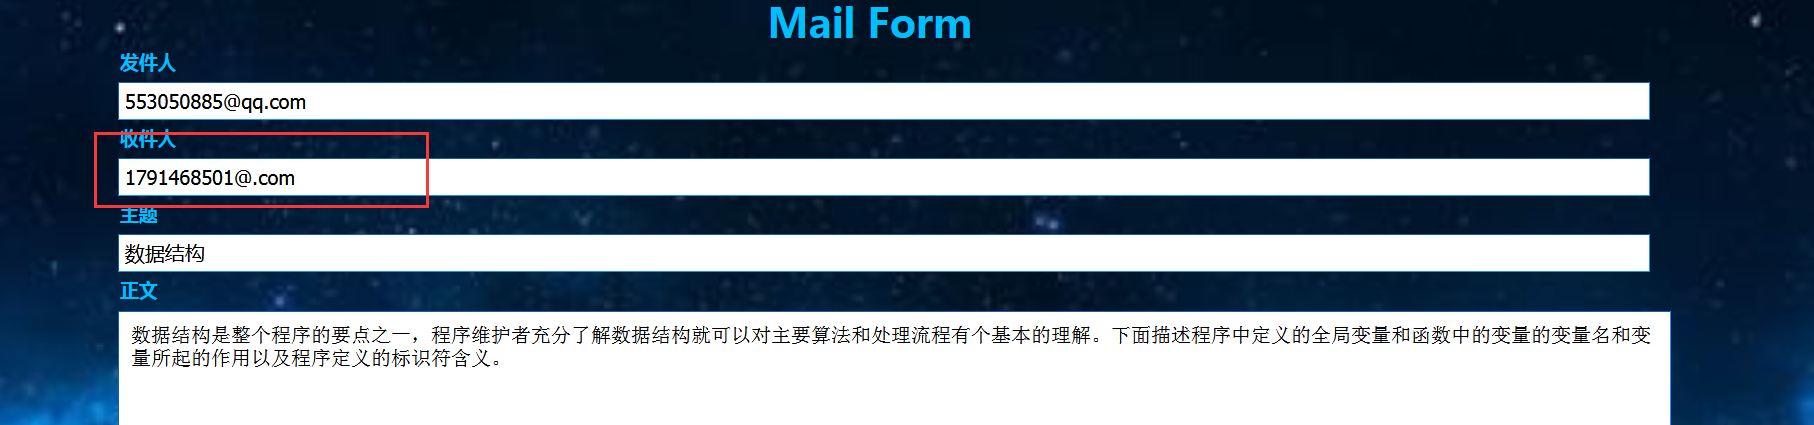 Mail Form
发件人
553050885@qq.com
收件人
1791468501@.com
主题
数据结构
正文
数据结构是整个程序的要点之一，程序维护者充分了解数据结构就可以对主要算法和处理流程有个基本的理解。下面描述程序中定义的全局变量和函数中的变量的变量名和变
量所起的作用以及程序定义的标识符含义。